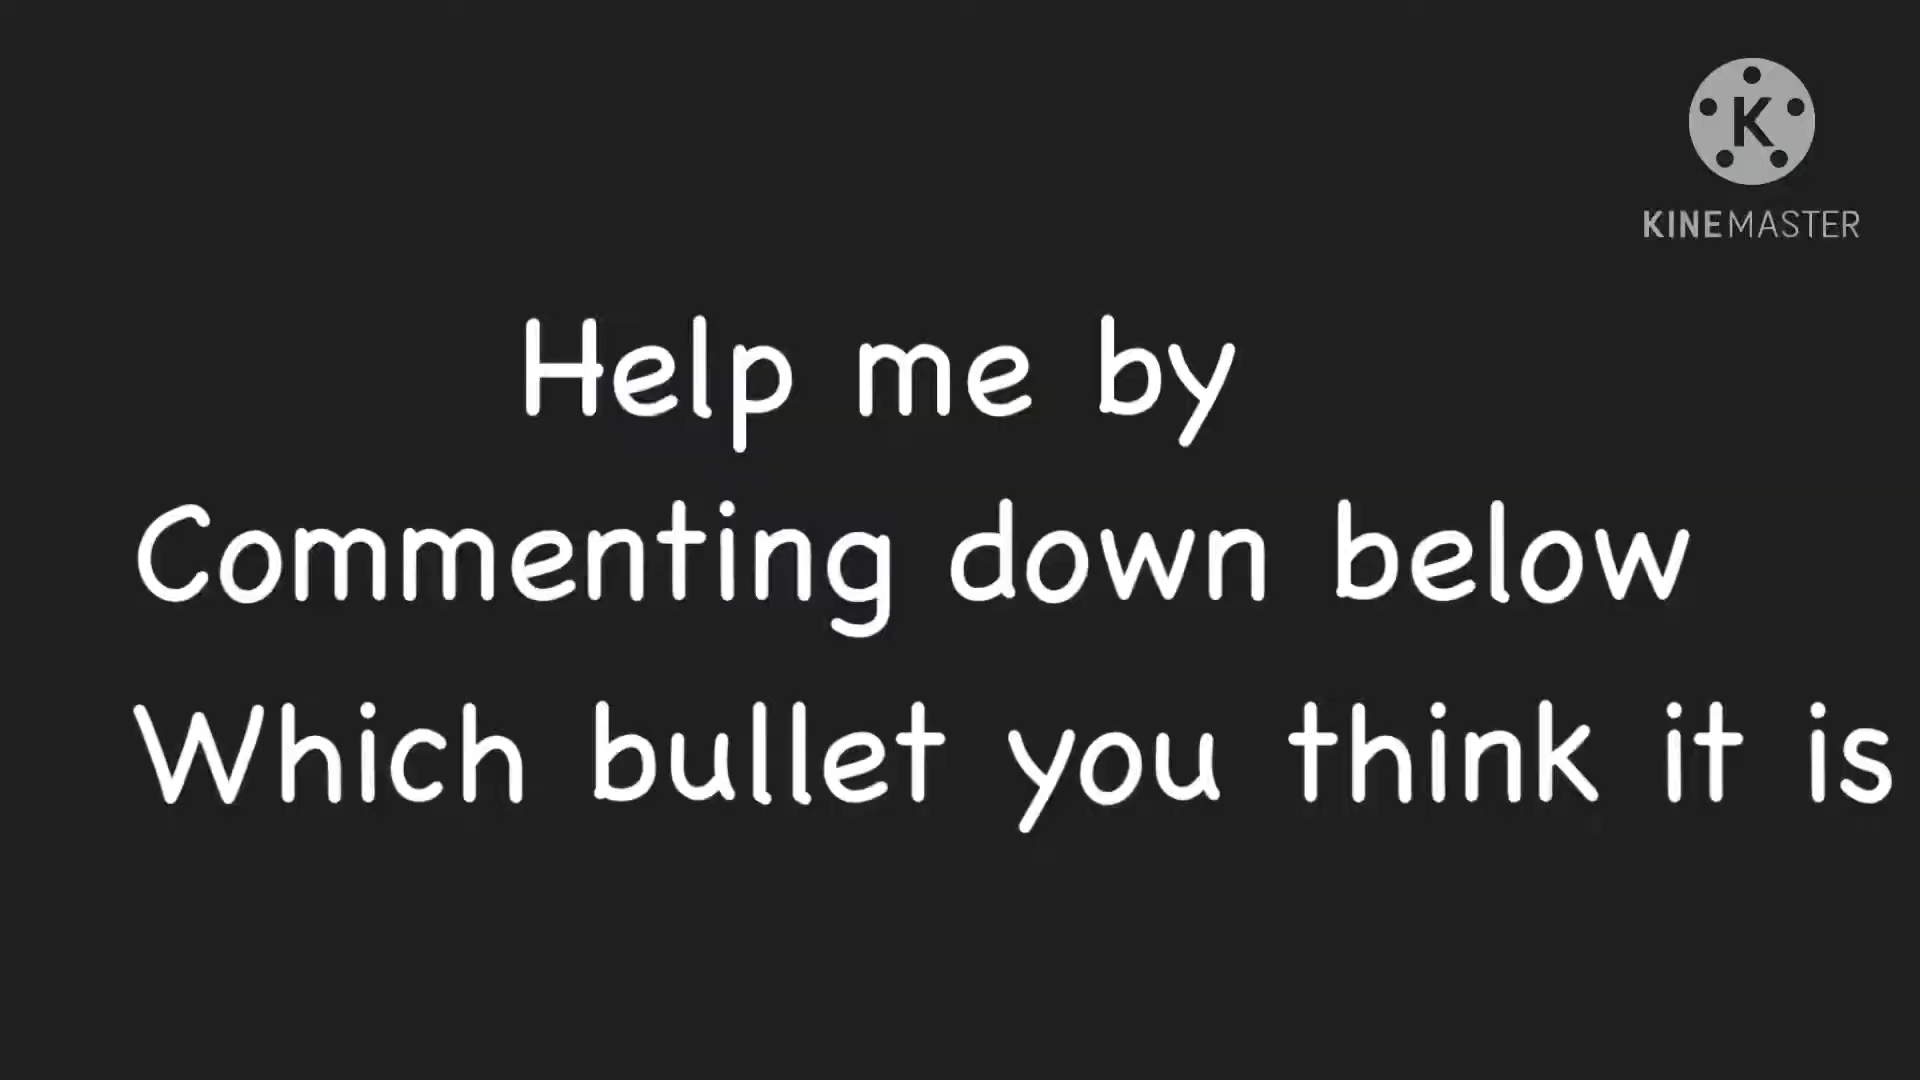 K
KINEMASTER
Help me by
Commenting down below
Which bullet you think it is